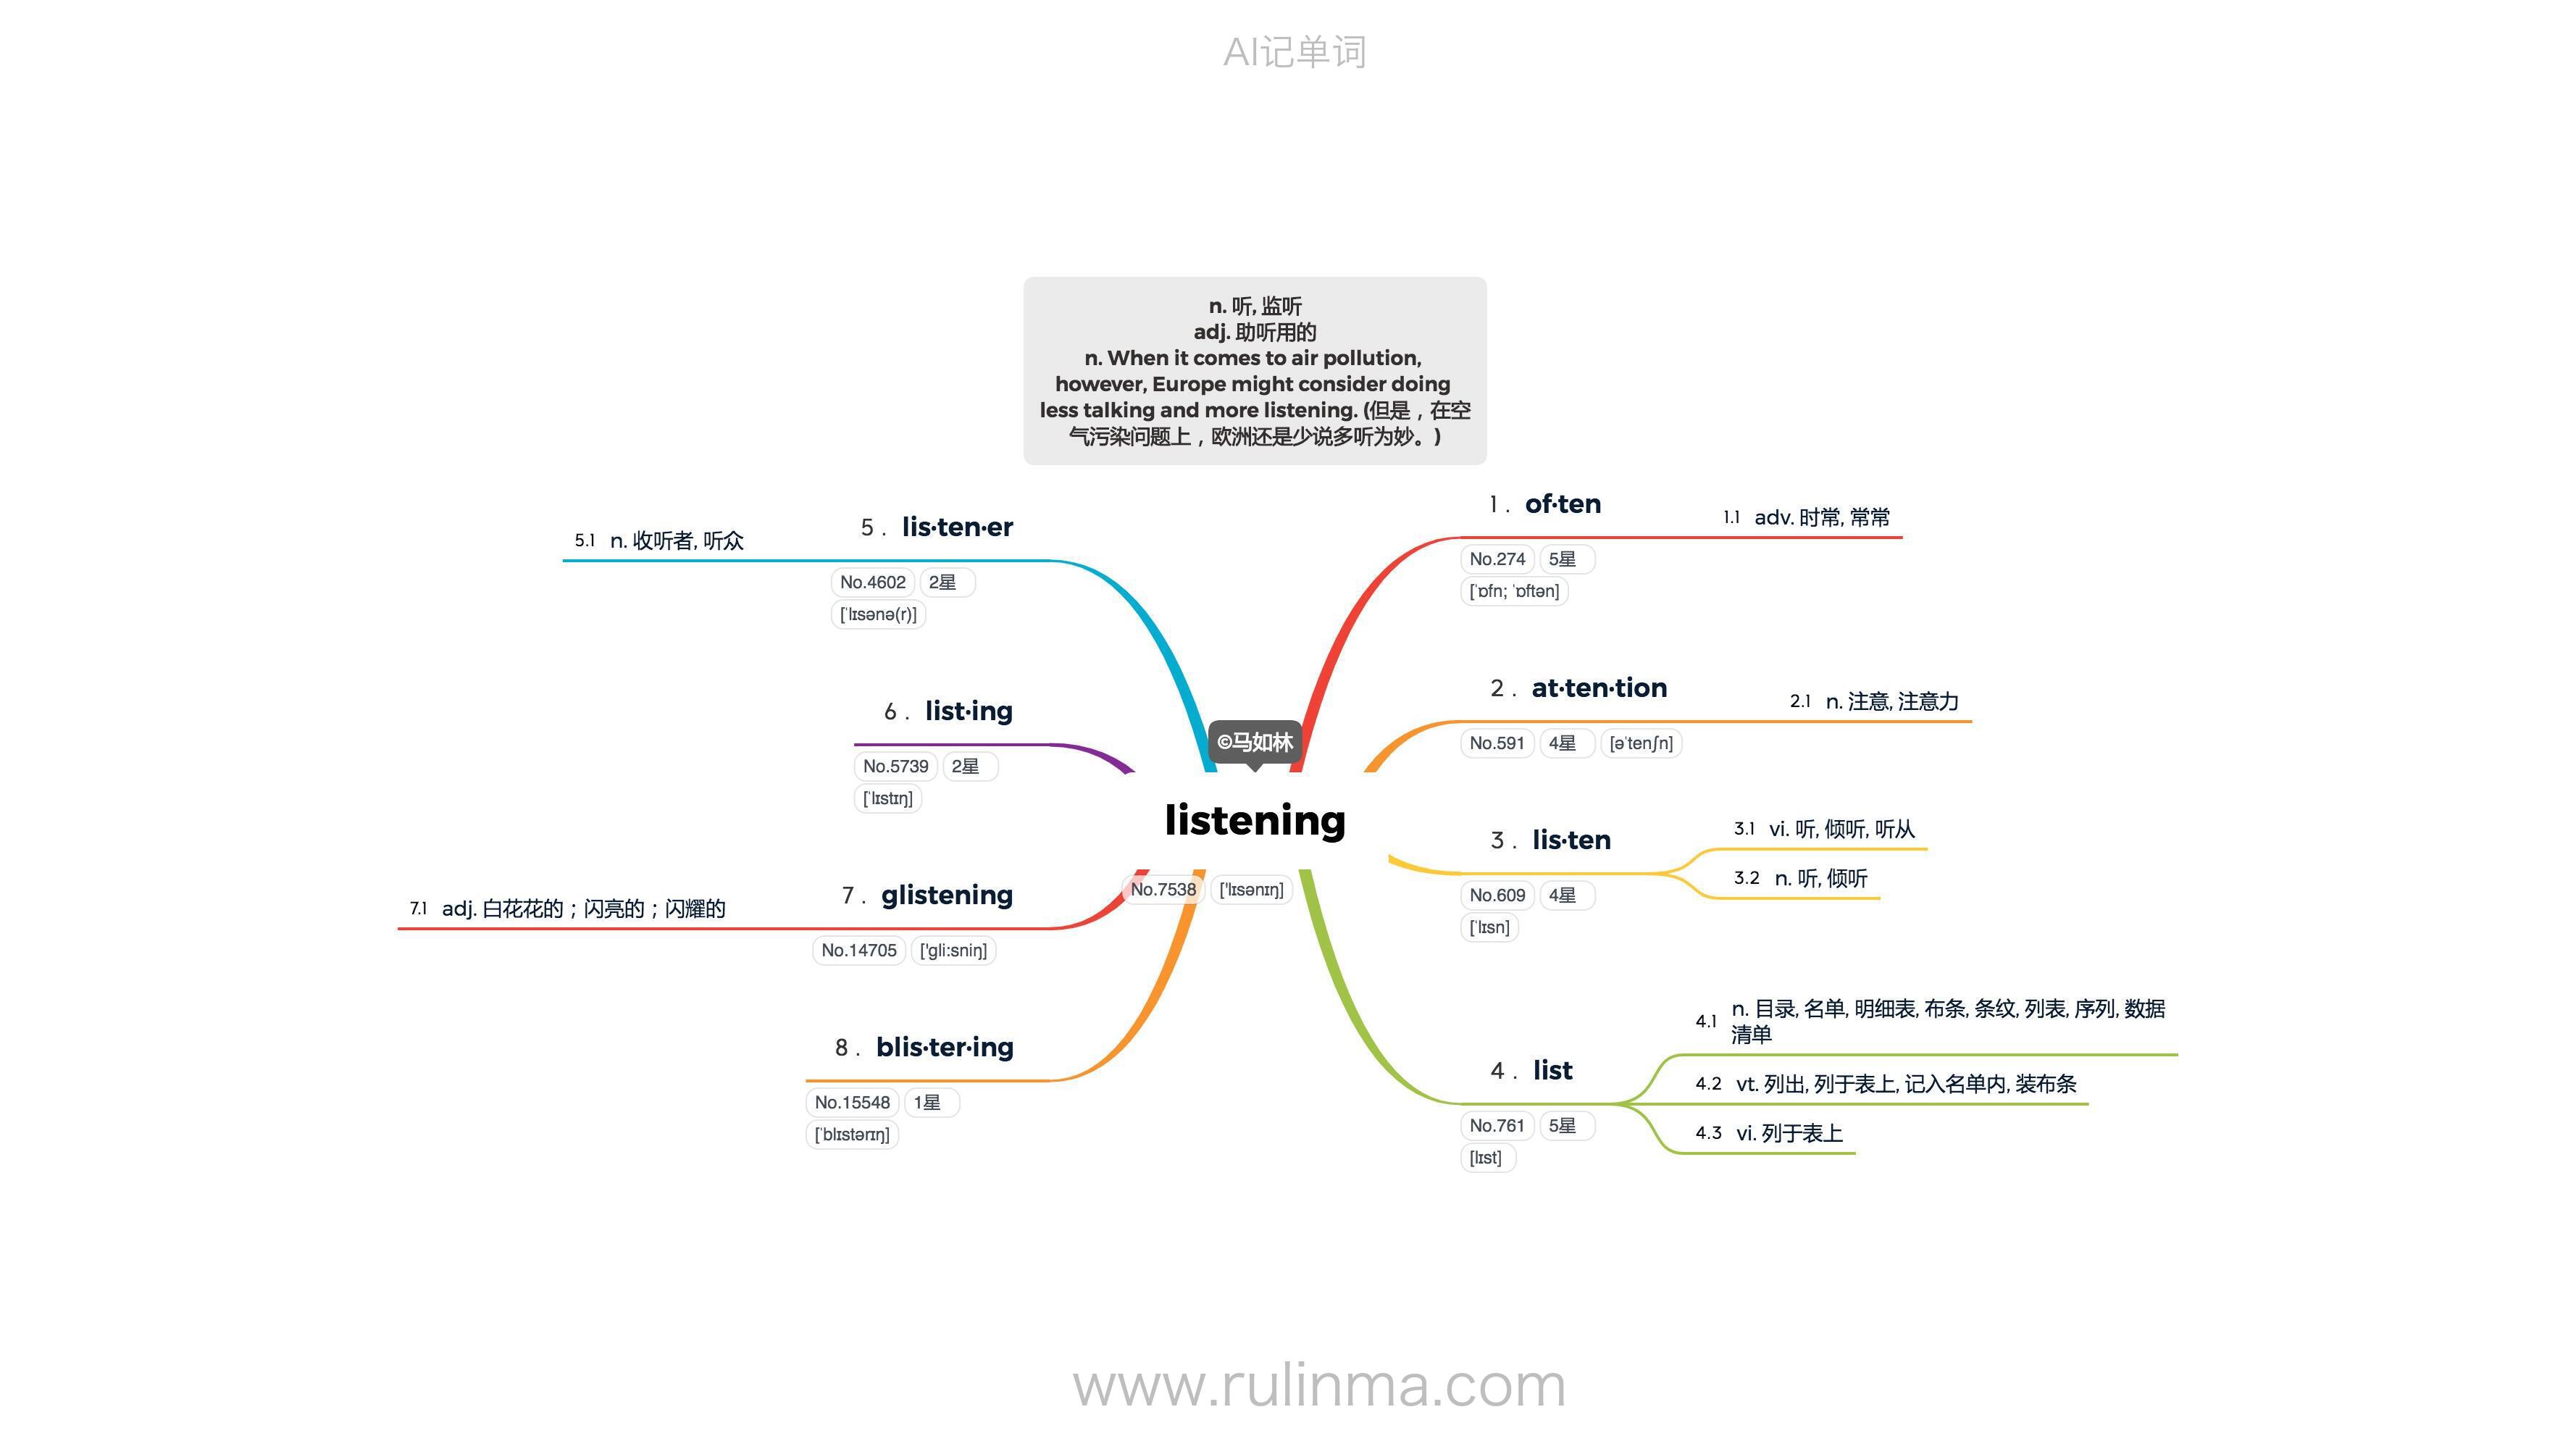 AI记单词
n. 听, 监听
adj. 助听用的
n. When it comes to air pollution,
however, Europe might consider doing
less talking and more listening. (但是，在空
气污染问题上，欧洲还是少说多听为妙。)
©马如林
listening
No.7538 ['lɪsənɪŋ]
1 . of·ten
No.274 5星
[ˈɒfn; ˈɒftən]
1.1 adv. 时常, 常常
2 . at·ten·tion
No.591 4星 [əˈtenʃn]
2.1 n. 注意, 注意力
3 . lis·ten
No.609 4星
[ˈlɪsn]
3.1 vi. 听, 倾听, 听从
3.2 n. 听, 倾听
4 . list
No.761 5星
[lɪst]
4.1 n. 目录, 名单, 明细表, 布条, 条纹, 列表, 序列, 数据
清单
4.2 vt. 列出, 列于表上, 记入名单内, 装布条
4.3 vi. 列于表上
5 . lis·ten·er
No.4602 2星
[ˈlɪsənə(r)]
5.1 n. 收听者, 听众
6 . list·ing
No.5739 2星
[ˈlɪstɪŋ]
7 . glistening
No.14705 ['gli:sniŋ]
7.1 adj. 白花花的；闪亮的；闪耀的
8 . blis·ter·ing
No.15548 1星
[ˈblɪstərɪŋ]
www.rulinma.com